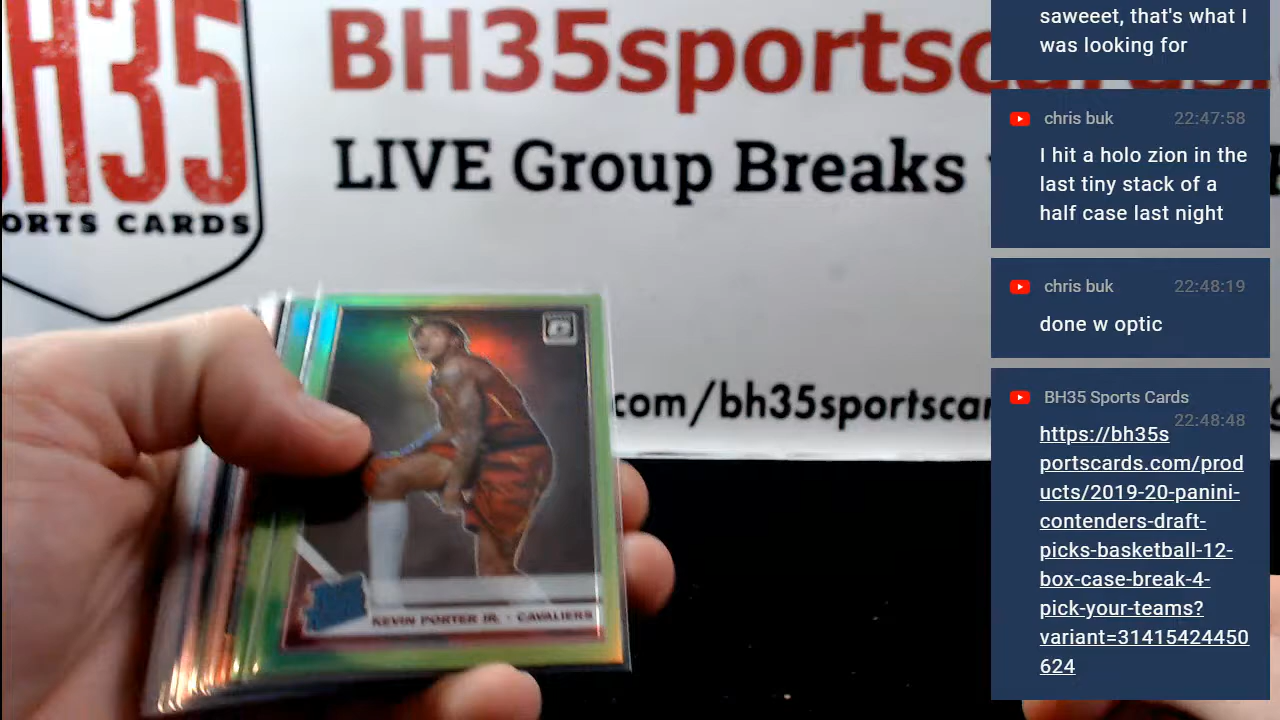 BH35
ORTS CARDS
BH35sportsc
LIVE Group Breaks
com/bh35sportscar
KEVIN PORTER JR. - CAVALIERS
saweeet, that's what I
was looking for
chris buk 22:47:58
I hit a holo zion in the
last tiny stack of a
half case last night
chris buk 22:48:19
done w optic
BH35 Sports Cards
22:48:48
https://bh35s
portscards.com/prod
ucts/2019-20-panini-
contenders-draft-
picks-basketball-12-
box-case-break-4-
pick-your-teams?
variant=31415424450
624